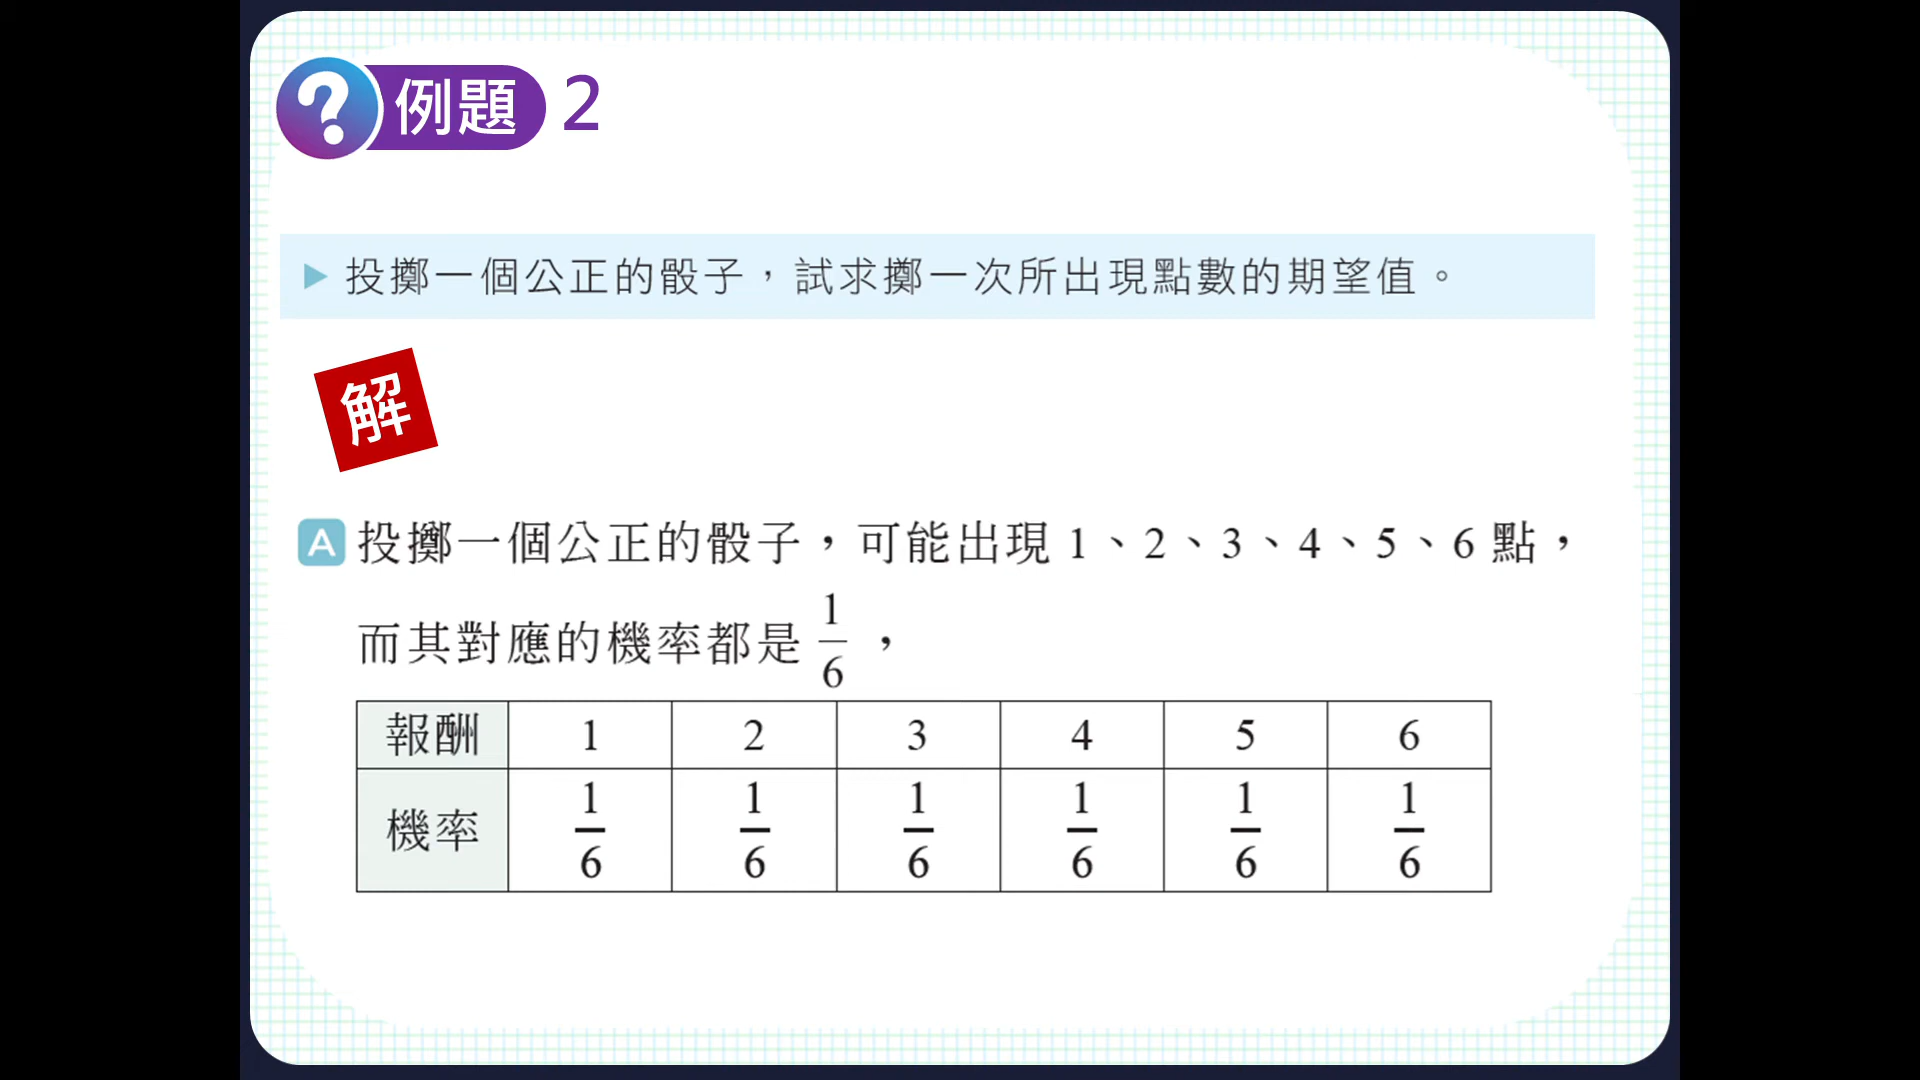 ? 例題 2
▶ 投擲一個公正的骰子，試求擲一次所出現點數的期望值。
解
A 投擲一個公正的骰子，可能出現 1、2、3、4、5、6 點，
而其對應的機率都是 1/6，
報酬 1 2 3 4 5 6
機率 1/6 1/6 1/6 1/6 1/6 1/6